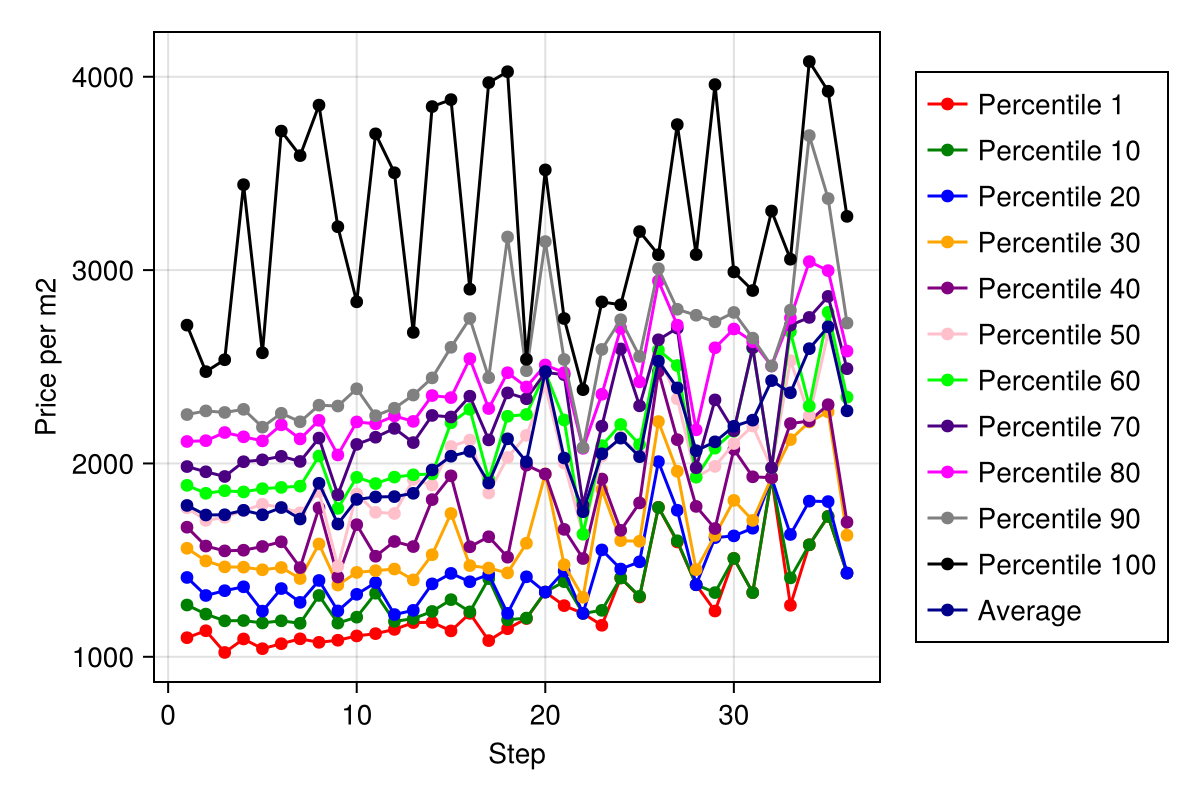 4000
3000
2000
1000
Price per m2
0 10 20 30
Step
Percentile 1
Percentile 10
Percentile 20
Percentile 30
Percentile 40
Percentile 50
Percentile 60
Percentile 70
Percentile 80
Percentile 90
Percentile 100
Average